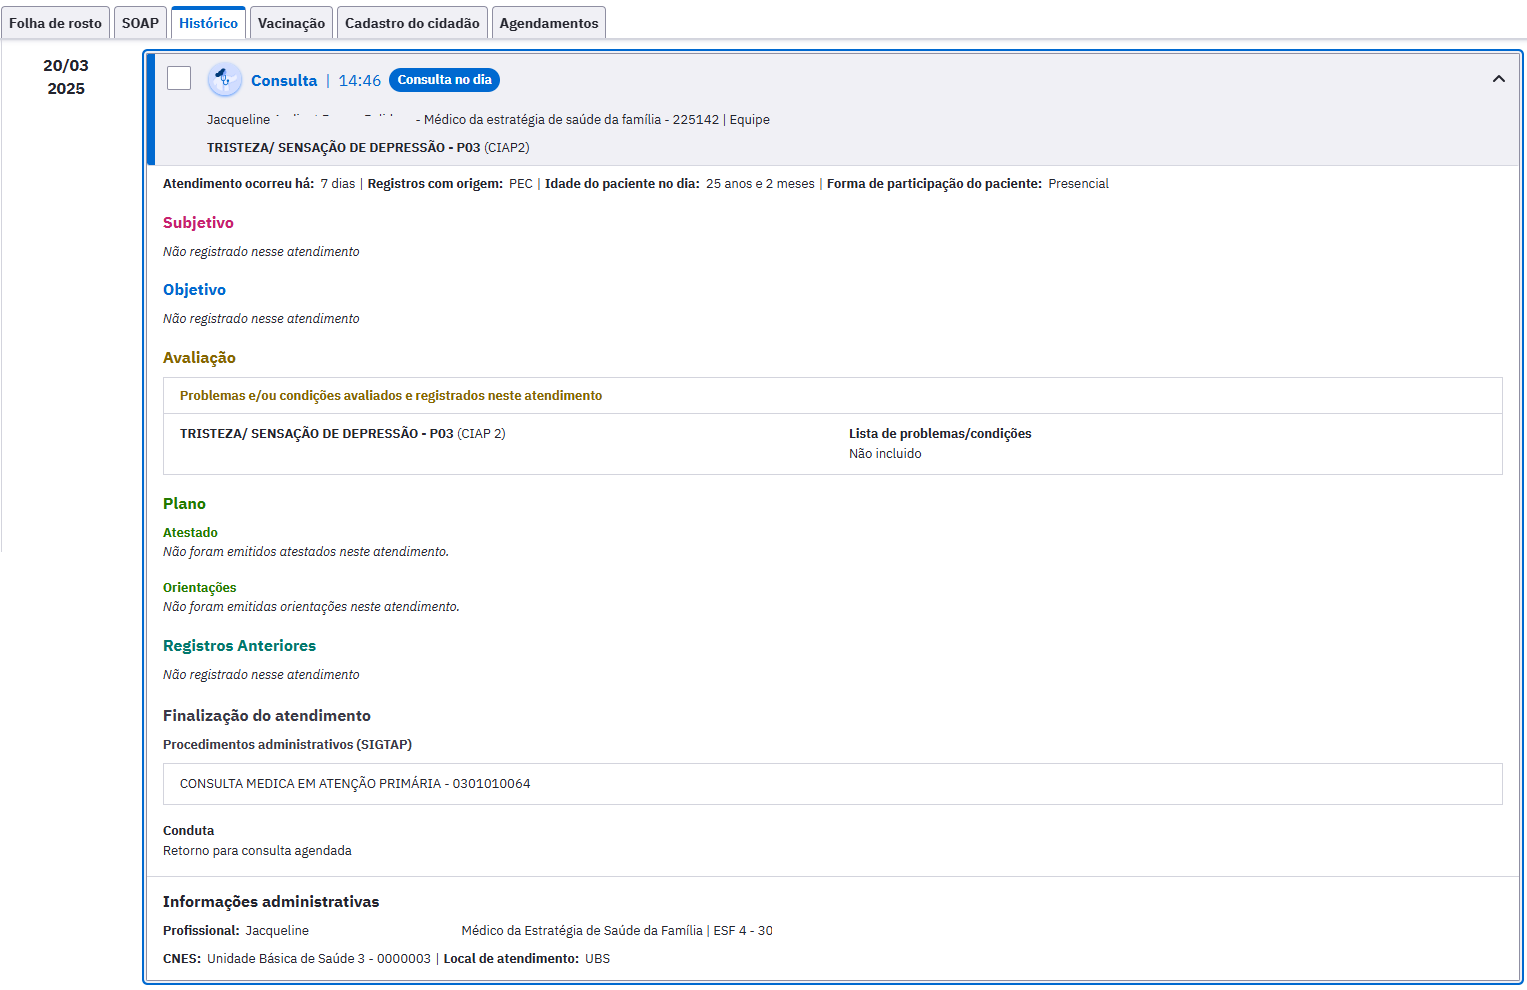 Folha de rosto SOAP Histórico Vacinação Cadastro do cidadão Agendamentos
20/03
2025
Consulta | 14:46 Consulta no dia
Jacqueline - Médico da estratégia de saúde da família - 225142 | Equipe
TRISTEZA/ SENSAÇÃO DE DEPRESSÃO - P03 (CIAP2)
Atendimento ocorreu há: 7 dias | Registros com origem: PEC | Idade do paciente no dia: 25 anos e 2 meses | Forma de participação do paciente: Presencial
Subjetivo
Não registrado nesse atendimento
Objetivo
Não registrado nesse atendimento
Avaliação
Problemas e/ou condições avaliados e registrados neste atendimento
TRISTEZA/ SENSAÇÃO DE DEPRESSÃO - P03 (CIAP 2) Lista de problemas/condições
Não incluido
Plano
Atestado
Não foram emitidos atestados neste atendimento.
Orientações
Não foram emitidas orientações neste atendimento.
Registros Anteriores
Não registrado nesse atendimento
Finalização do atendimento
Procedimentos administrativos (SIGTAP)
CONSULTA MEDICA EM ATENÇÃO PRIMÁRIA - 0301010064
Conduta
Retorno para consulta agendada
Informações administrativas
Profissional: Jacqueline Médico da Estratégia de Saúde da Família | ESF 4 - 30
CNES: Unidade Básica de Saúde 3 - 0000003 | Local de atendimento: UBS